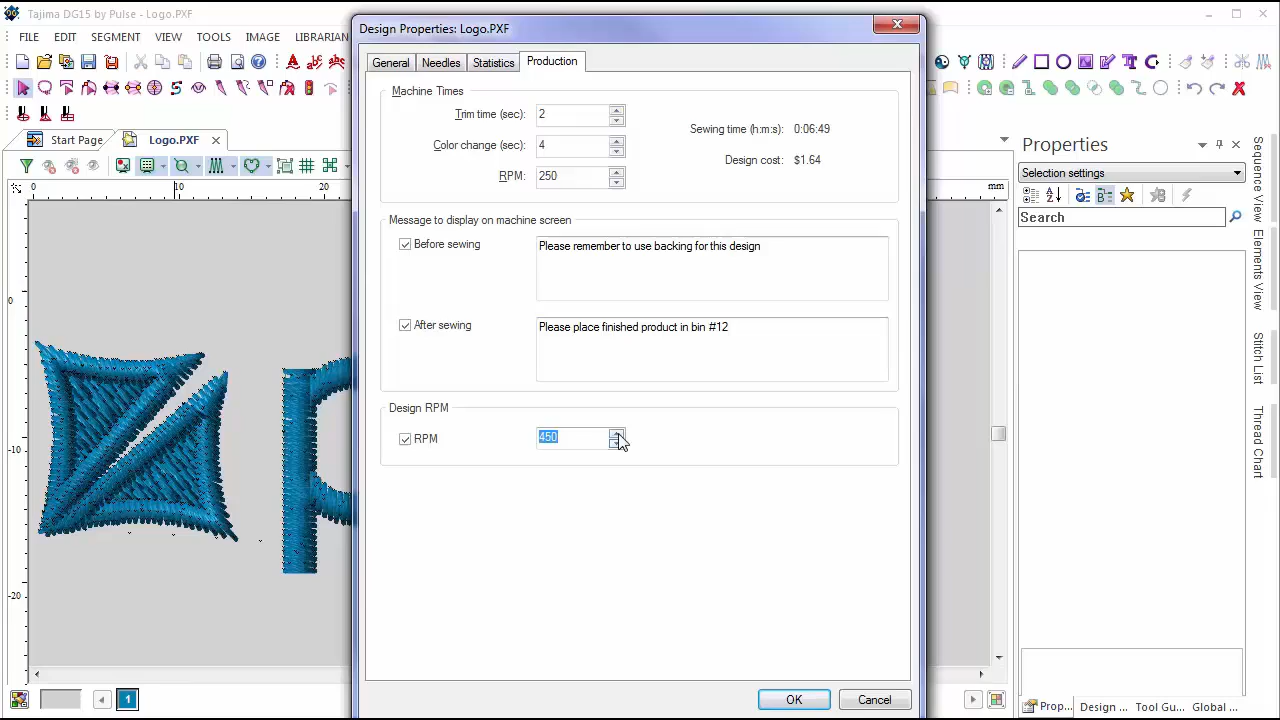 Tajima DG15 by Pulse - Logo.PXF
FILE EDIT SEGMENT VIEW TOOLS IMAGE LIBRARIAN
Start Page Logo.PXF
0 10 20 mm
0
-10
-20
1
Design Properties: Logo.PXF
General Needles Statistics Production
Machine Times
Trim time (sec): 2
Sewing time (h:m:s): 0:06:49
Color change (sec): 4
Design cost: $1.64
RPM: 250
Message to display on machine screen
Before sewing Please remember to use backing for this design
After sewing Please place finished product in bin #12
Design RPM
RPM 450
OK Cancel
Properties
Selection settings
Search
Prop... Design ... Tool Gu... Global ...
Sequence View
Elements View
Stitch List
Thread Chart